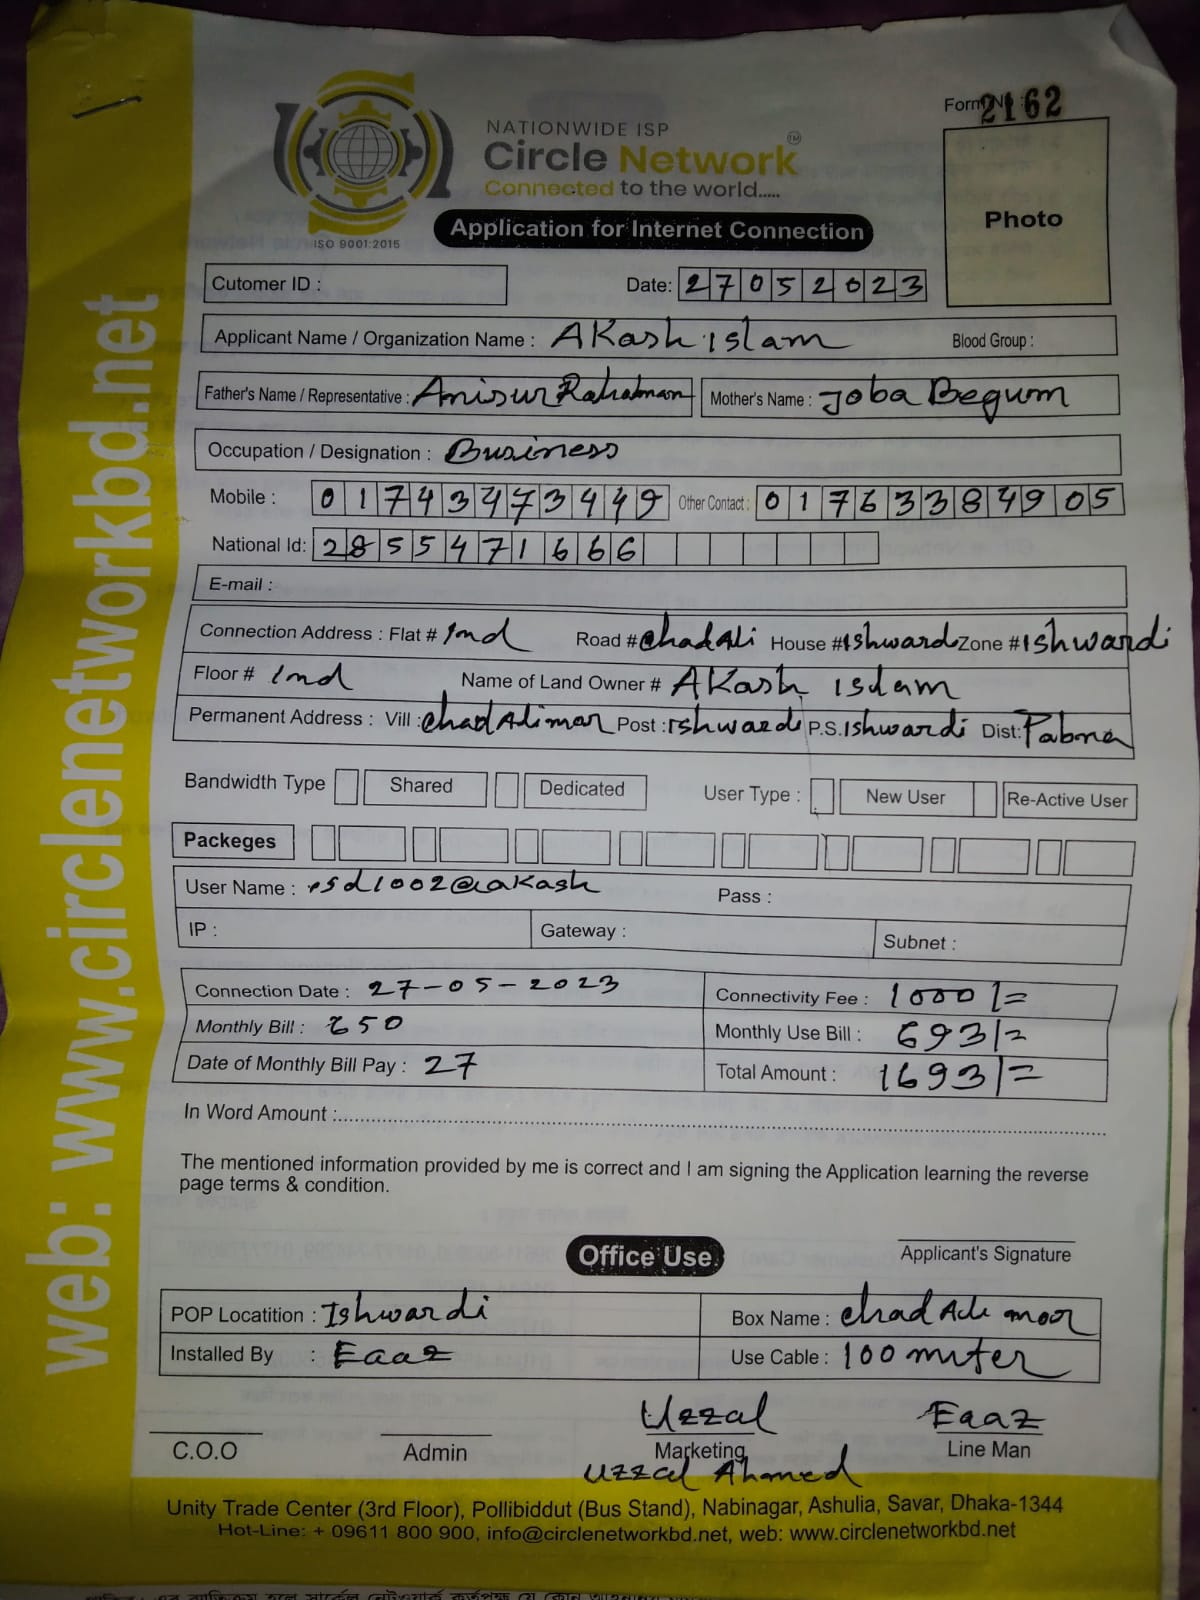 Form No : 2162
NATIONWIDE ISP
Circle Network TM
Connected to the world.....
ISO 9001:2015
Application for Internet Connection
Photo
Cutomer ID :
Date: 27052023
Applicant Name / Organization Name : AKash islam Blood Group :
Father's Name / Representative : Anisur Rahaman Mother's Name : Joba Begum
Occupation / Designation : Business
Mobile : 01743473449 Other Contact : 01763384905
National Id: 2855471666
E-mail :
Connection Address : Flat # 1nd Road # chadAli House # Ishward Zone # ishwardi
Floor # 1nd Name of Land Owner # AKash islam
Permanent Address : Vill : chadAlimor Post : ishwardi P.S. Ishwardi Dist: Pabna
Bandwidth Type Shared Dedicated User Type : New User Re-Active User
Packeges
User Name : psd1002@akash Pass :
IP : Gateway : Subnet :
Connection Date : 27-05-2023 Connectivity Fee : 1000/=
Monthly Bill : 650 Monthly Use Bill : 693/=
Date of Monthly Bill Pay : 27 Total Amount : 1693/=
In Word Amount :
The mentioned information provided by me is correct and I am signing the Application learning the reverse
page terms & condition.
Applicant's Signature
Office Use
POP Locatition : Ishwardi Box Name : chad Ali moor
Installed By : Eaaz Use Cable : 100 miter
Uzzal Eaaz
C.O.O Admin Marketing Line Man
Uzzal Ahmed
Unity Trade Center (3rd Floor), Pollibiddut (Bus Stand), Nabinagar, Ashulia, Savar, Dhaka-1344
Hot-Line: + 09611 800 900, info@circlenetworkbd.net, web: www.circlenetworkbd.net
web: www.circlenetworkbd.net